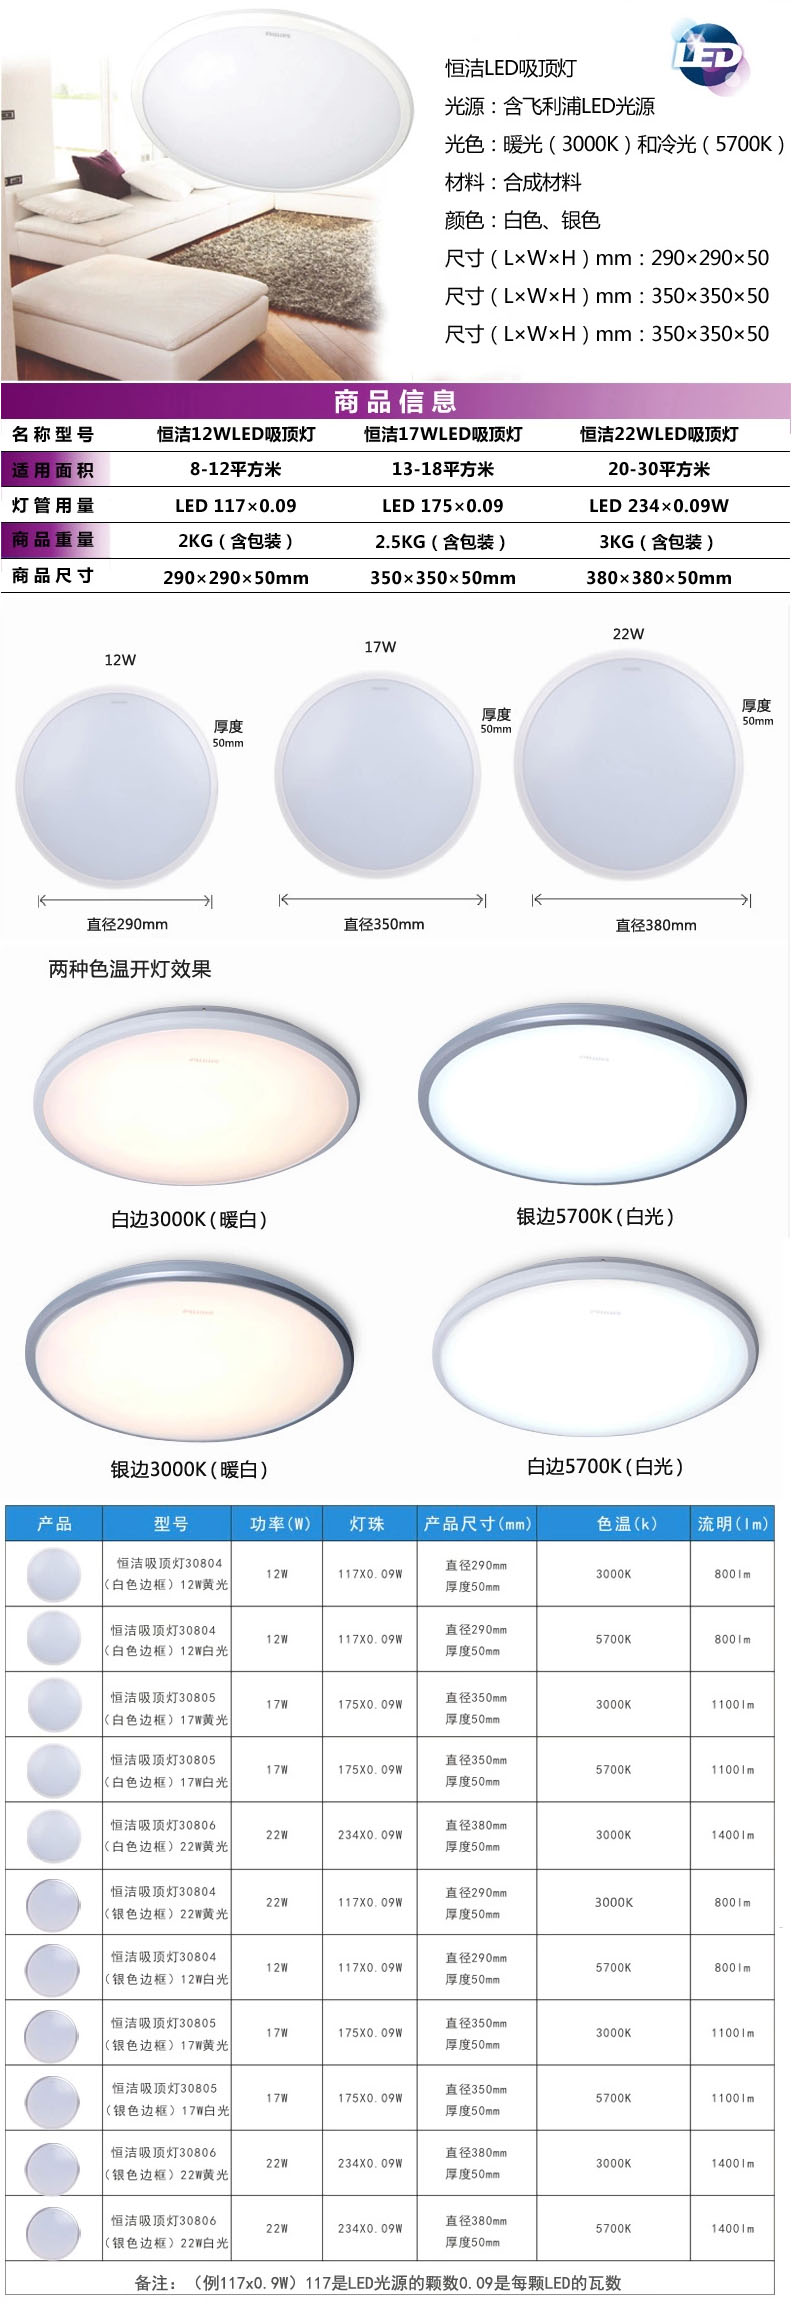 PHILIPS
LED
恒洁LED吸顶灯
光源：含飞利浦LED光源
光色：暖光（3000K）和冷光（5700K）
材料：合成材料
颜色：白色、银色
尺寸（L×W×H）mm：290×290×50
尺寸（L×W×H）mm：350×350×50
尺寸（L×W×H）mm：350×350×50
商品信息
名称型号 恒洁12WLED吸顶灯 恒洁17WLED吸顶灯 恒洁22WLED吸顶灯
适用面积 8-12平方米 13-18平方米 20-30平方米
灯管用量 LED 117×0.09 LED 175×0.09 LED 234×0.09W
商品重量 2KG（含包装） 2.5KG（含包装） 3KG（含包装）
商品尺寸 290×290×50mm 350×350×50mm 380×380×50mm
12W 17W 22W
厚度 厚度 厚度
50mm 50mm 50mm
直径290mm 直径350mm 直径380mm
两种色温开灯效果
PHILIPS PHILIPS
白边3000K(暖白) 银边5700K(白光)
PHILIPS PHILIPS
银边3000K(暖白) 白边5700K(白光)
产品 型号 功率(W) 灯珠 产品尺寸(mm) 色温(k) 流明(lm)
恒洁吸顶灯30804 直径290mm
（白色边框）12W黄光 12W 117X0.09W 厚度50mm 3000K 800lm
恒洁吸顶灯30804 直径290mm
（白色边框）12W白光 12W 117X0.09W 厚度50mm 5700K 800lm
恒洁吸顶灯30805 直径350mm
（白色边框）17W黄光 17W 175X0.09W 厚度50mm 3000K 1100lm
恒洁吸顶灯30805 直径350mm
（白色边框）17W白光 17W 175X0.09W 厚度50mm 5700K 1100lm
恒洁吸顶灯30806 直径380mm
（白色边框）22W黄光 22W 234X0.09W 厚度50mm 3000K 1400lm
恒洁吸顶灯30804 直径290mm
（银色边框）22W黄光 22W 117X0.09W 厚度50mm 3000K 800lm
恒洁吸顶灯30804 直径290mm
（银色边框）12W白光 12W 117X0.09W 厚度50mm 5700K 800lm
恒洁吸顶灯30805 直径350mm
（银色边框）17W黄光 17W 175X0.09W 厚度50mm 3000K 1100lm
恒洁吸顶灯30805 直径350mm
（银色边框）17W白光 17W 175X0.09W 厚度50mm 5700K 1100lm
恒洁吸顶灯30806 直径380mm
（银色边框）22W黄光 22W 234X0.09W 厚度50mm 3000K 1400lm
恒洁吸顶灯30806 直径380mm
（银色边框）22W白光 22W 234X0.09W 厚度50mm 5700K 1400lm
备注：（例117x0.9W）117是LED光源的颗数0.09是每颗LED的瓦数